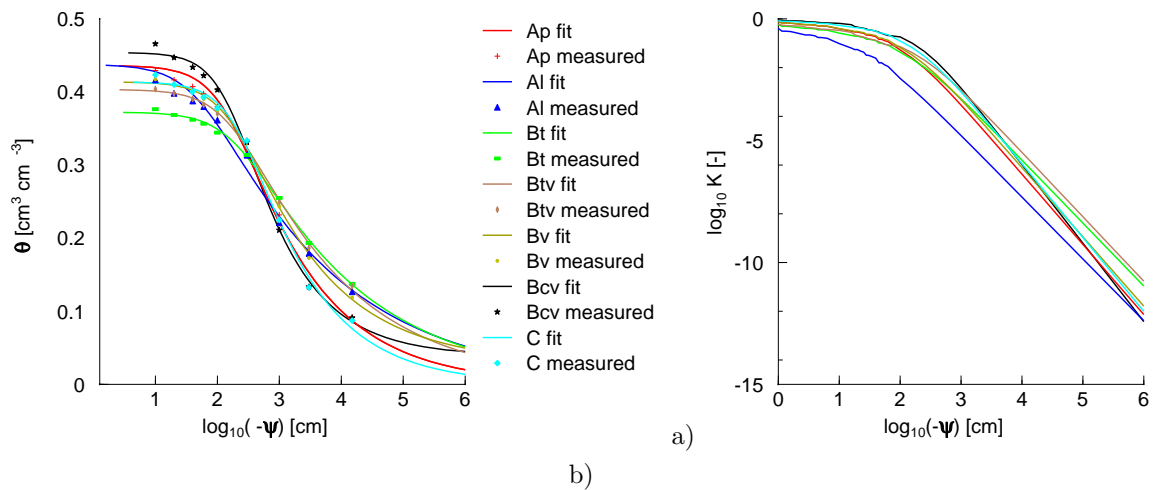 0.5
0.4
0.3
0.2
0.1
0
θ [cm³ cm ⁻³]
1
2
3
4
5
6
log₁₀( -ψ) [cm]
Ap fit
Ap measured
Al fit
Al measured
Bt fit
Bt measured
Btv fit
Btv measured
Bv fit
Bv measured
Bcv fit
Bcv measured
C fit
C measured
a)
0
-5
-10
-15
log₁₀ K [-]
0
1
2
3
4
5
6
log₁₀(-ψ) [cm]
b)